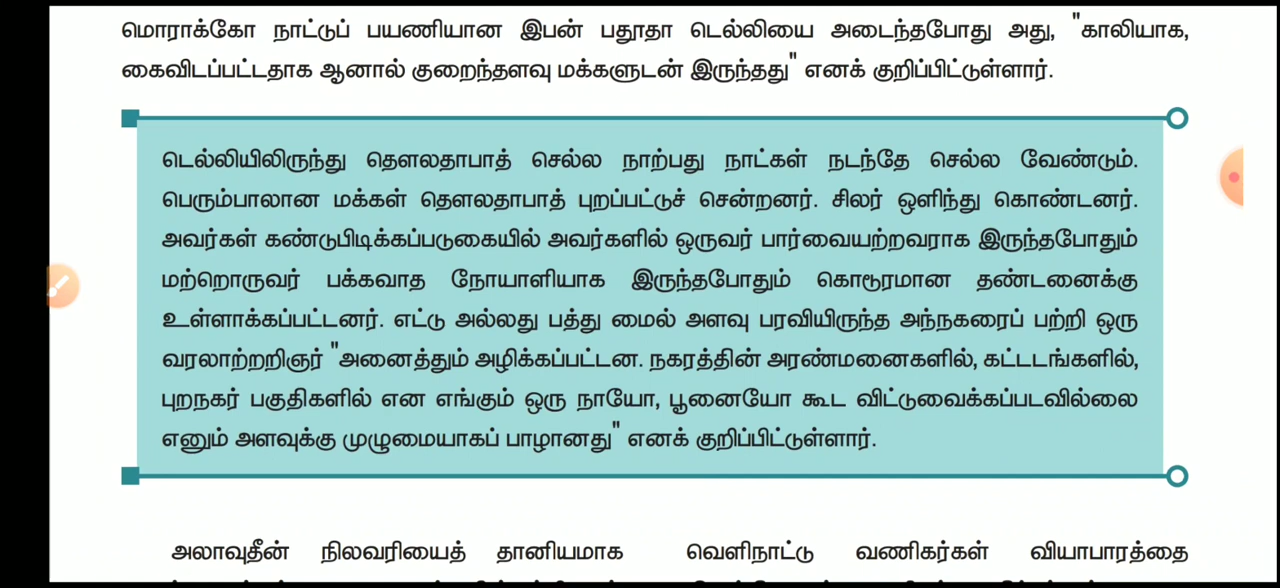 மொராக்கோ நாட்டுப் பயணியான இபன் பதூதா டெல்லியை அடைந்தபோது அது, "காலியாக,
கைவிடப்பட்டதாக ஆனால் குறைந்தளவு மக்களுடன் இருந்தது" எனக் குறிப்பிட்டுள்ளார்.
டெல்லியிலிருந்து தௌலதாபாத் செல்ல நாற்பது நாட்கள் நடந்தே செல்ல வேண்டும்.
பெரும்பாலான மக்கள் தௌலதாபாத் புறப்பட்டுச் சென்றனர். சிலர் ஒளிந்து கொண்டனர்.
அவர்கள் கண்டுபிடிக்கப்படுகையில் அவர்களில் ஒருவர் பார்வையற்றவராக இருந்தபோதும்
மற்றொருவர் பக்கவாத நோயாளியாக இருந்தபோதும் கொடூரமான தண்டனைக்கு
உள்ளாக்கப்பட்டனர். எட்டு அல்லது பத்து மைல் அளவு பரவியிருந்த அந்நகரைப் பற்றி ஒரு
வரலாற்றறிஞர் "அனைத்தும் அழிக்கப்பட்டன. நகரத்தின் அரண்மனைகளில், கட்டடங்களில்,
புறநகர் பகுதிகளில் என எங்கும் ஒரு நாயோ, பூனையோ கூட விட்டுவைக்கப்படவில்லை
எனும் அளவுக்கு முழுமையாகப் பாழானது" எனக் குறிப்பிட்டுள்ளார்.
அலாவுதீன் நிலவரியைத் தானியமாக வெளிநாட்டு வணிகர்கள் வியாபாரத்தை